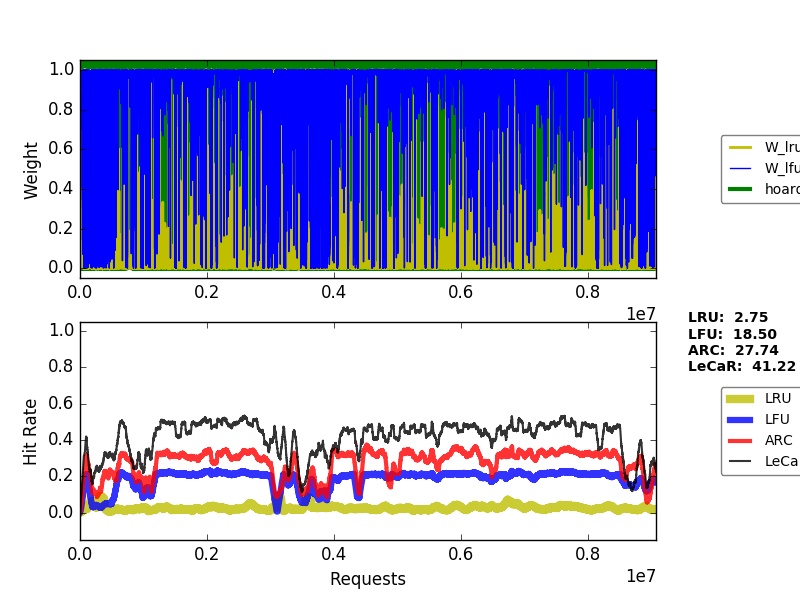 1.0
0.8
0.6
0.4
0.2
0.0
Weight
0.0 0.2 0.4 0.6 0.8
1e7
W_lru
W_lfu
hoard
LRU: 2.75
LFU: 18.50
ARC: 27.74
LeCaR: 41.22
1.0
0.8
0.6
0.4
0.2
0.0
Hit Rate
0.0 0.2 0.4 0.6 0.8
1e7
Requests
LRU
LFU
ARC
LeCa